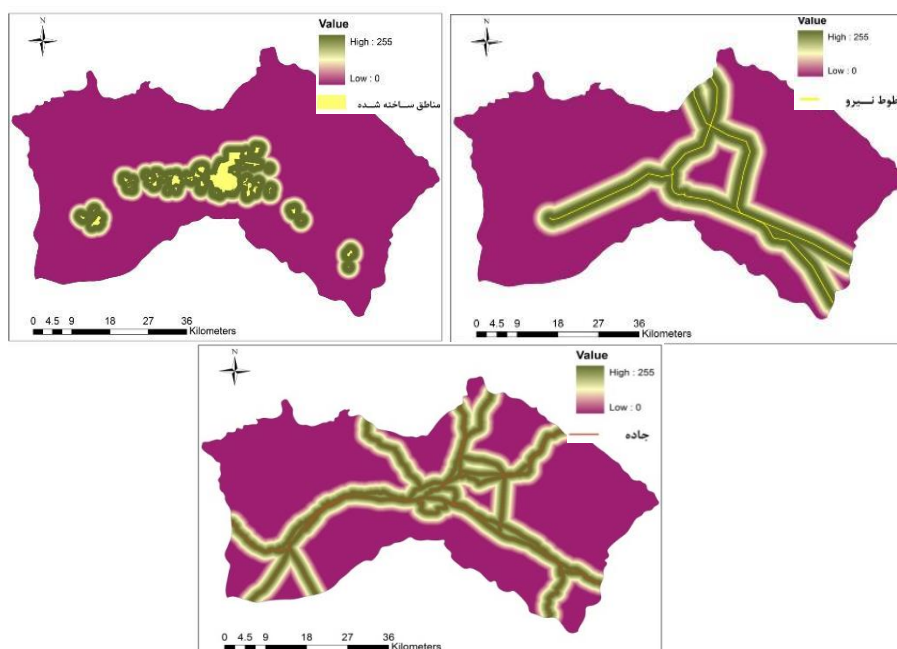 N
Value
High : 255
Low : 0
مناطق ساخته شده
0 4.5 9 18 27 36
Kilometers
N
Value
High : 255
Low : 0
طوط نیرو
0 4.5 9 18 27 36
Kilometers
N
Value
High : 255
Low : 0
جاده
0 4.5 9 18 27 36
Kilometers